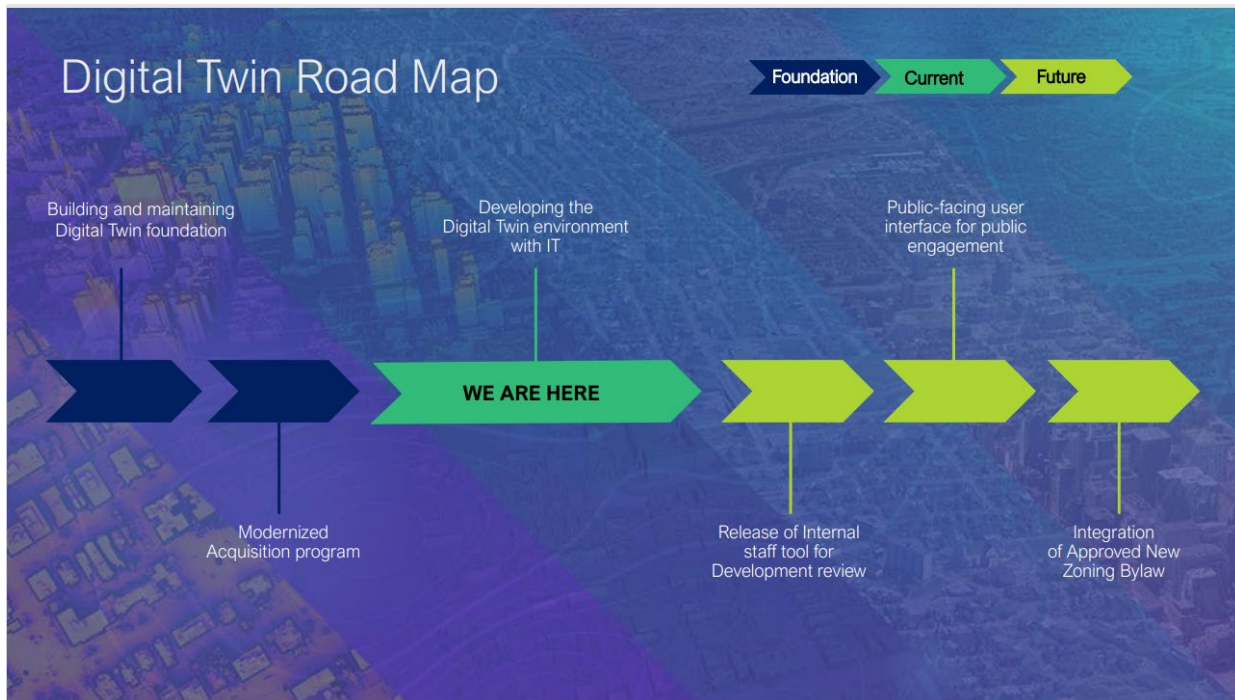 Digital Twin Road Map
Foundation
Current
Future
Building and maintaining
Digital Twin foundation
Developing the
Digital Twin environment
with IT
Public-facing user
interface for public
engagement
WE ARE HERE
Modernized
Acquisition program
Release of Internal
staff tool for
Development review
Integration
of Approved New
Zoning Bylaw